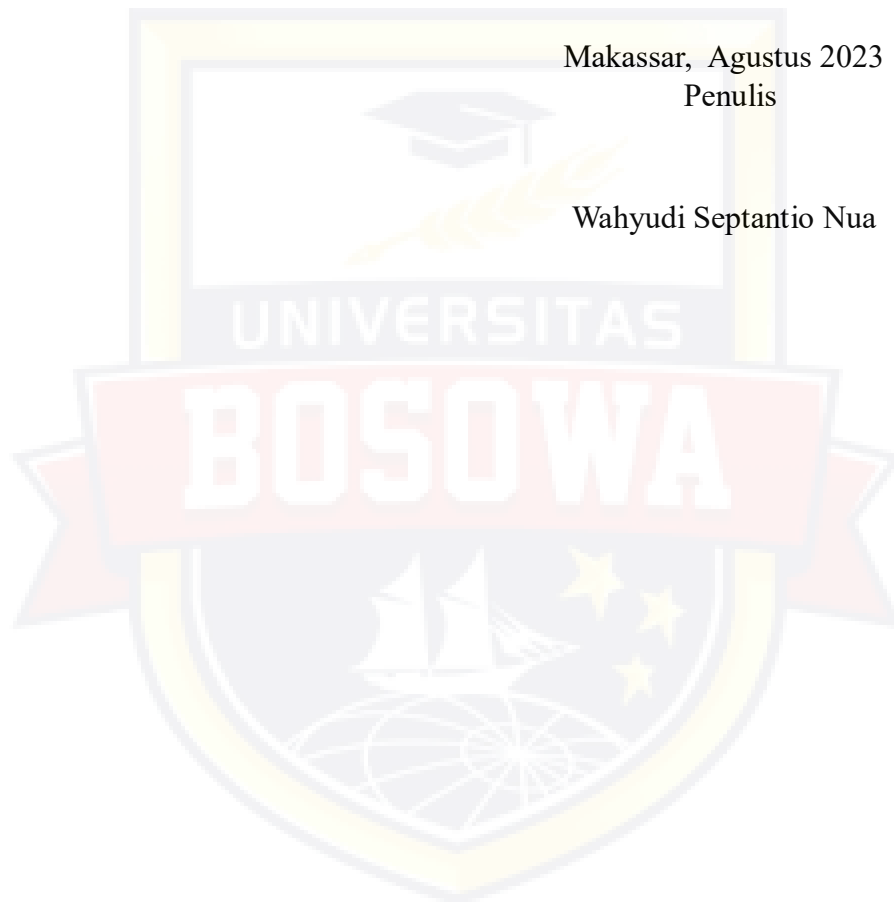 Makassar, Agustus 2023
Penulis
Wahyudi Septantio Nua
UNIVERSITAS
BOSOWA